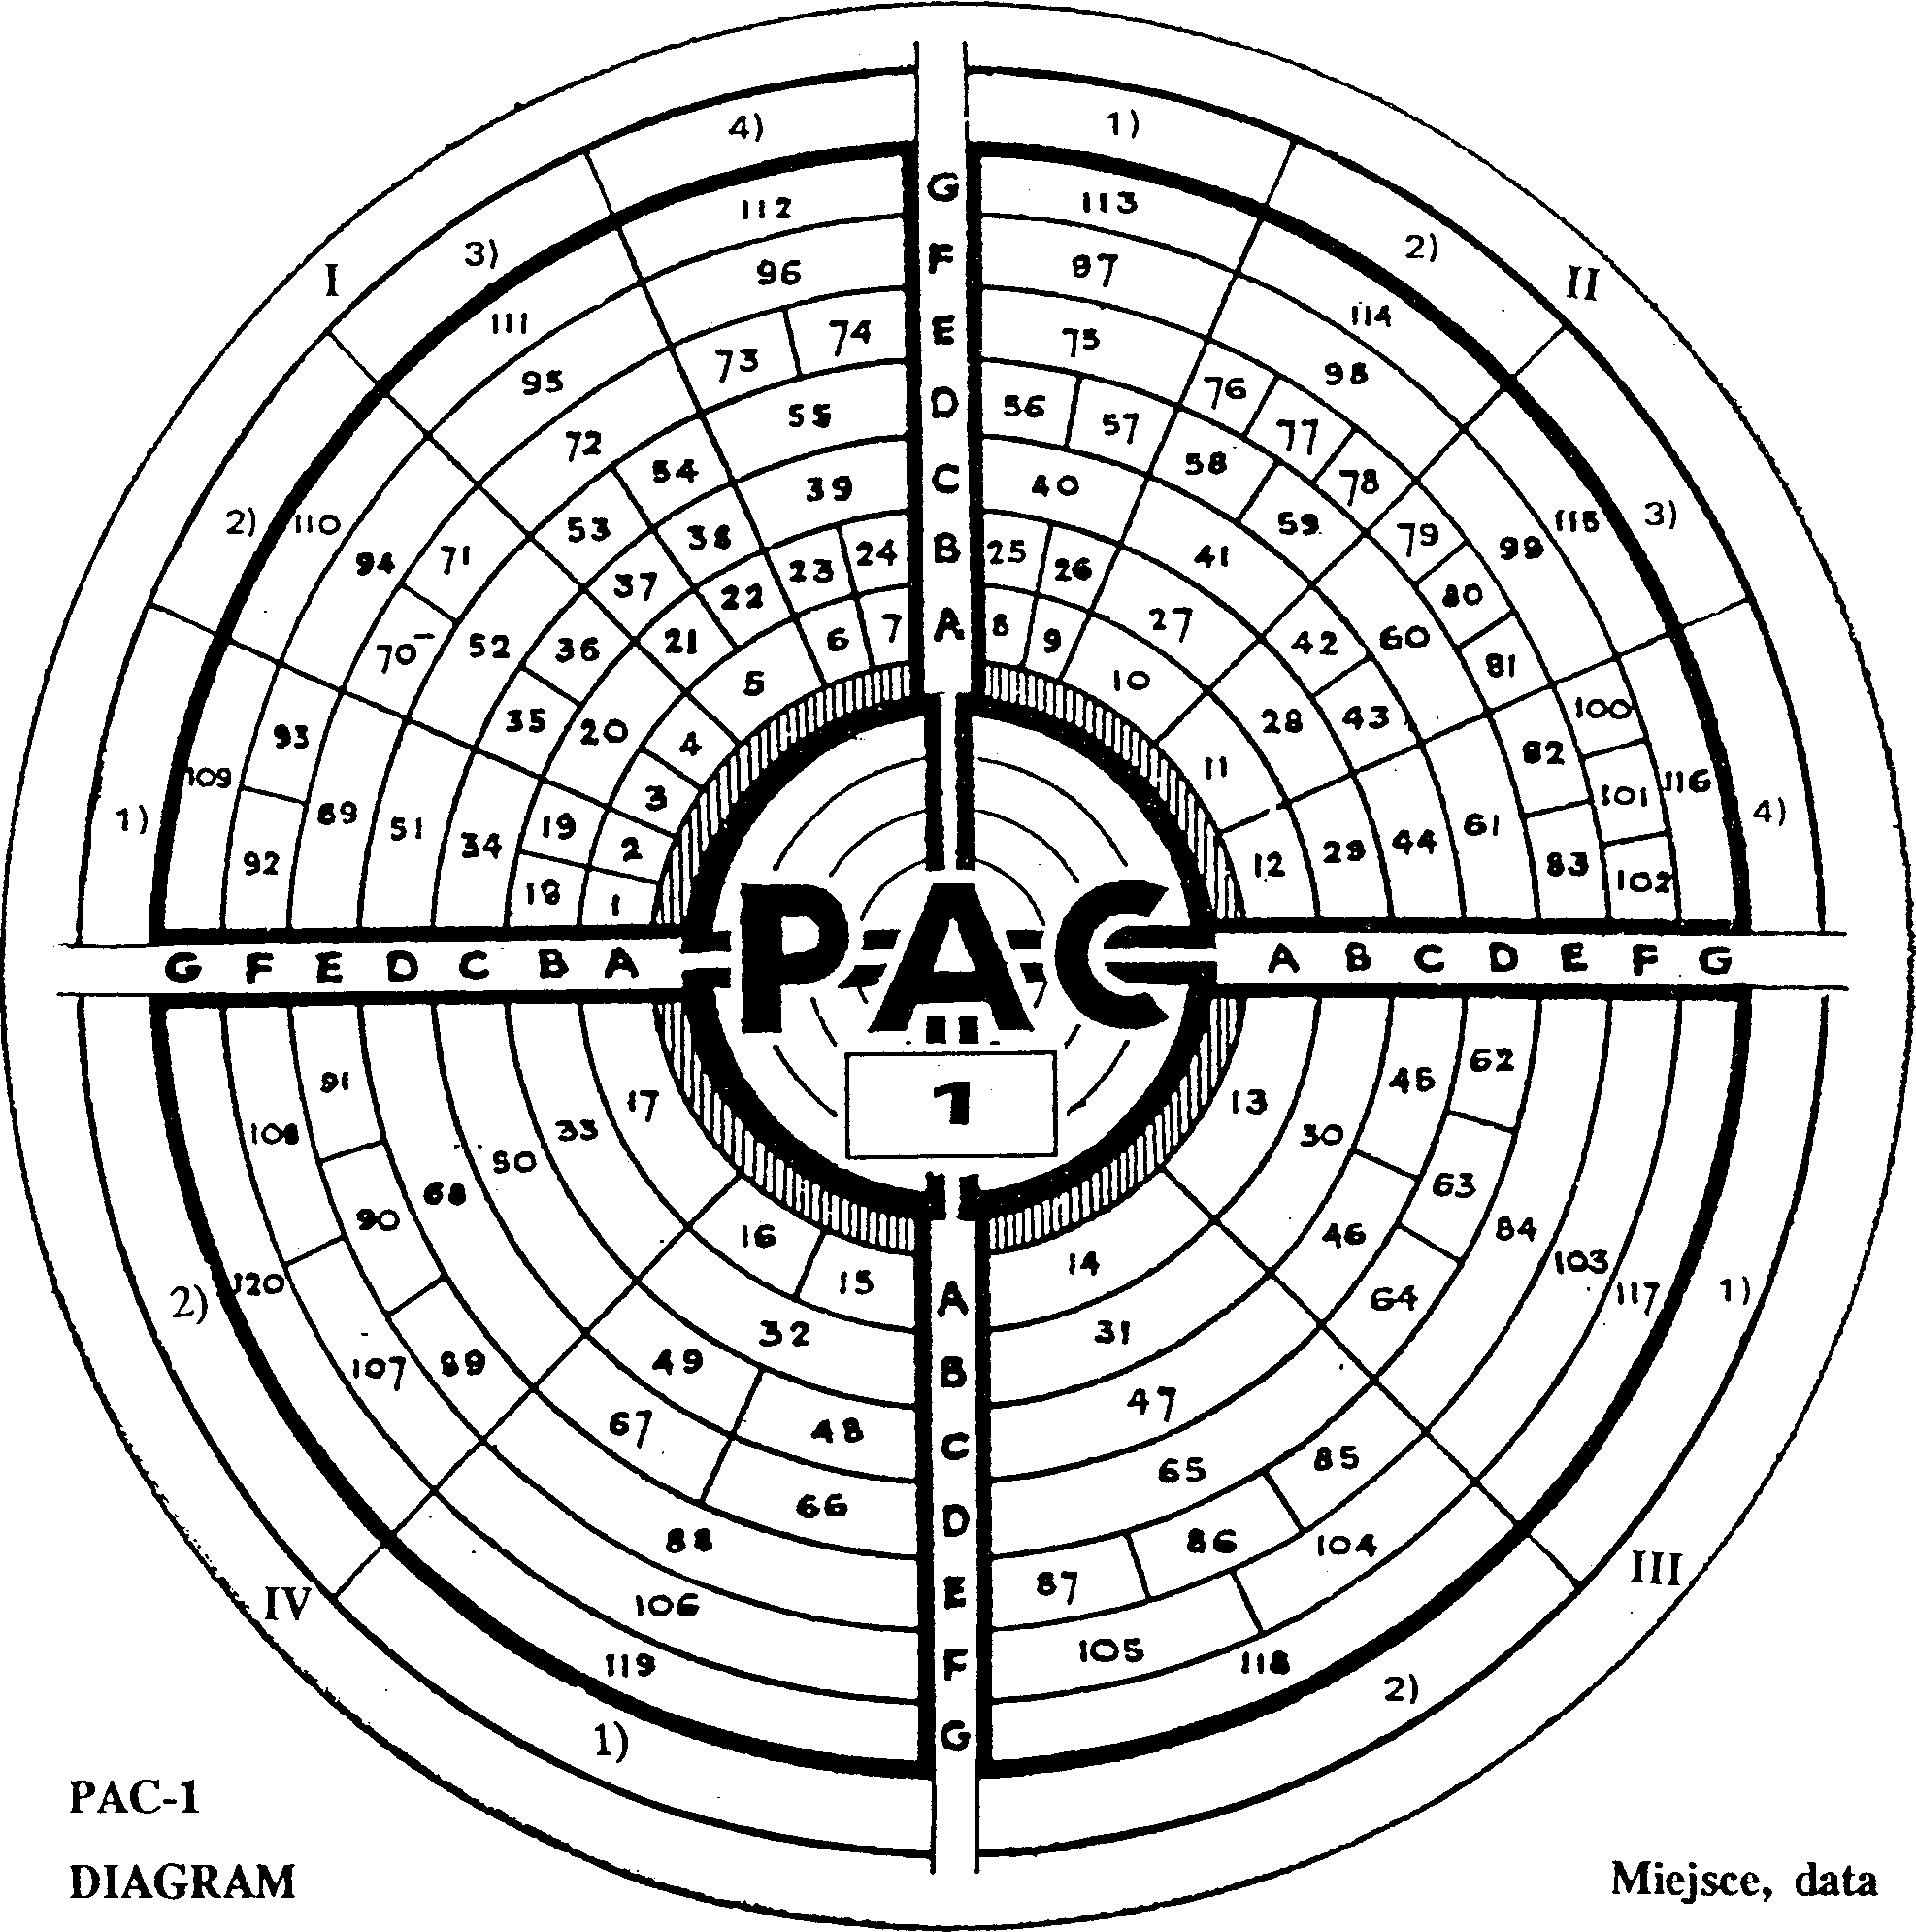 4) 1)
G
112 113
3) 2)
I II
F
96 97
111 114
E
74 75
73 76
95 98
D
55 56 57
72 54 58 77
78
C
39 40
2) 110 53 38 59 79 99 115 3)
B
23 24 25 26 41
94 71 37 22 27 80
A
70 52 36 21 6 7 8 9 42 60 81
5 10
93 35 20 4 28 43 82 100
109 3 11 101 116
1) 69 51 34 19 2 12 29 44 61 83 102 4)
92 18 1
PAC
G F E D C B A A B C D E F G
1
91 17 13 45 62
108 50 33 30 63
90 68 16 46 84
2) 120 15 14 64 103 117 1)
A
32 31
107 89 49 47
B
67 48 85
C
65
66
D
88 86 104
IV III
E
87
106 105
F
119 118
2)
G
1)
PAC-1
DIAGRAM
Miejsce, data